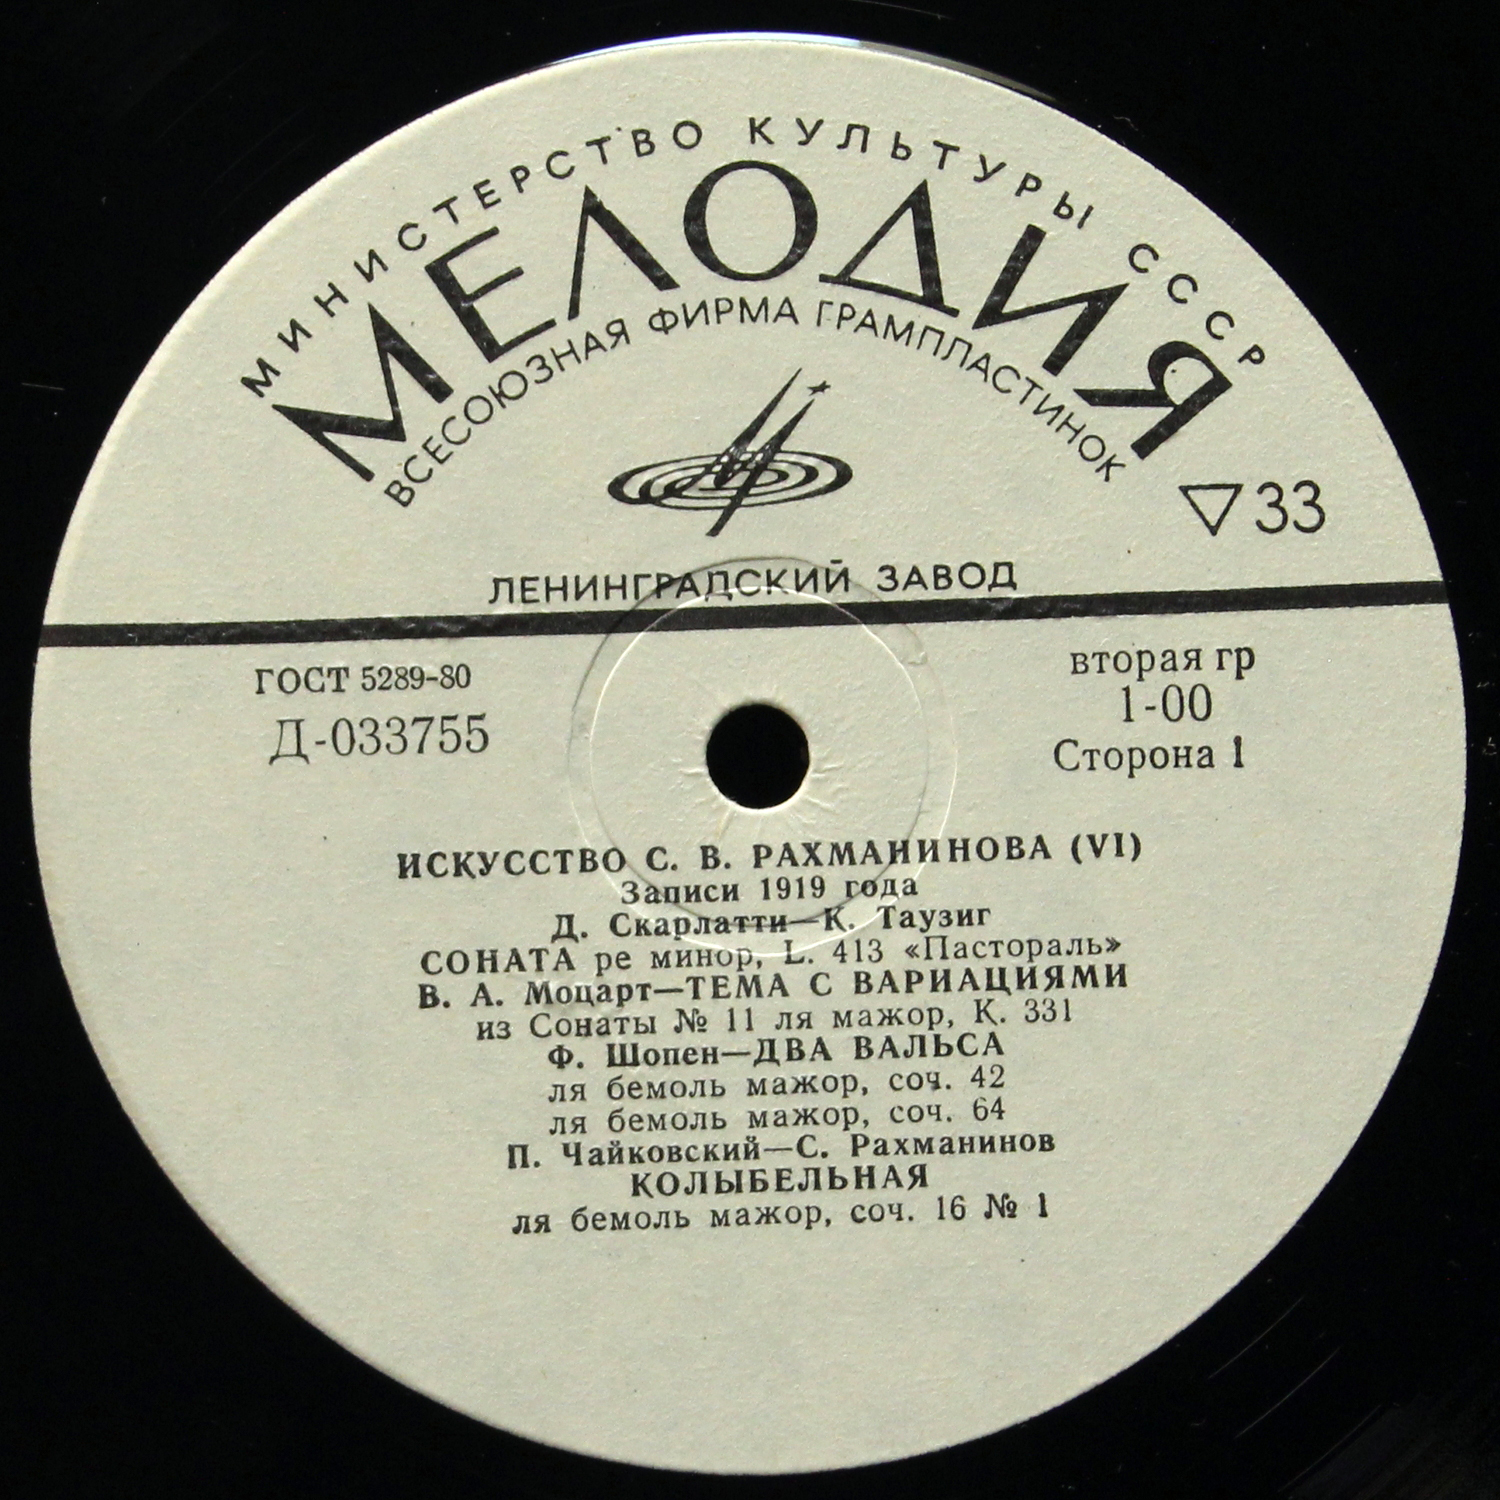 МИНИСТЕРСТВО КУЛЬТУРЫ СССР
МЕЛОДИЯ
ВСЕСОЮЗНАЯ ФИРМА ГРАМПЛАСТИНОК
33
ЛЕНИНГРАДСКИЙ ЗАВОД
ГОСТ 5289-80
Д-033755
вторая гр
1-00
Сторона 1
ИСКУССТВО С. В. РАХМАНИНОВА (VI)
Записи 1919 года
Д. Скарлатти—К. Таузиг
СОНАТА ре минор, L. 413 «Пастораль»
В. А. Моцарт—ТЕМА С ВАРИАЦИЯМИ
из Сонаты № 11 ля мажор, К. 331
Ф. Шопен—ДВА ВАЛЬСА
ля бемоль мажор, соч. 42
ля бемоль мажор, соч. 64
П. Чайковский—С. Рахманинов
КОЛЫБЕЛЬНАЯ
ля бемоль мажор, соч. 16 № 1